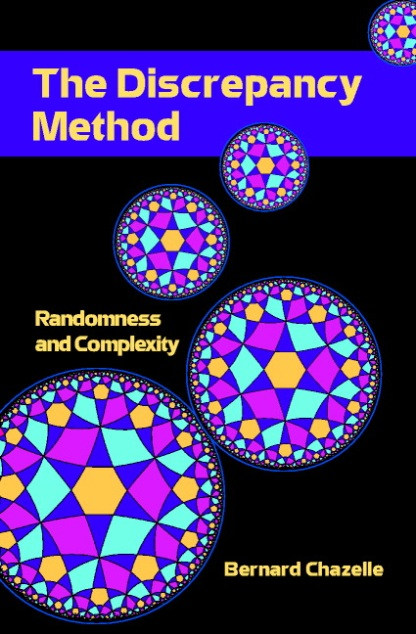 The Discrepancy
Method
Randomness
and Complexity
Bernard Chazelle